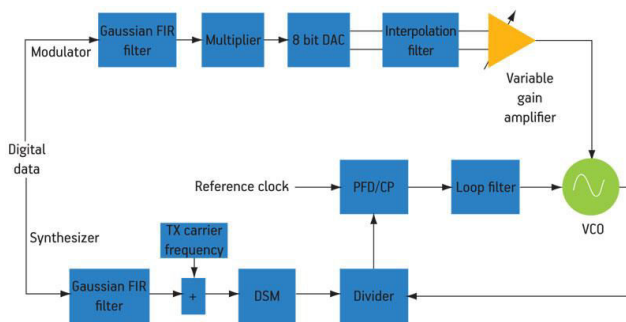 Gaussian FIR
filter
Multiplier
8 bit DAC
Interpolation
filter
Modulator
Variable
gain
amplifier
Digital
data
Reference clock
PFD/CP
Loop filter
VCO
Synthesizer
TX carrier
frequency
Gaussian FIR
filter
+
DSM
Divider